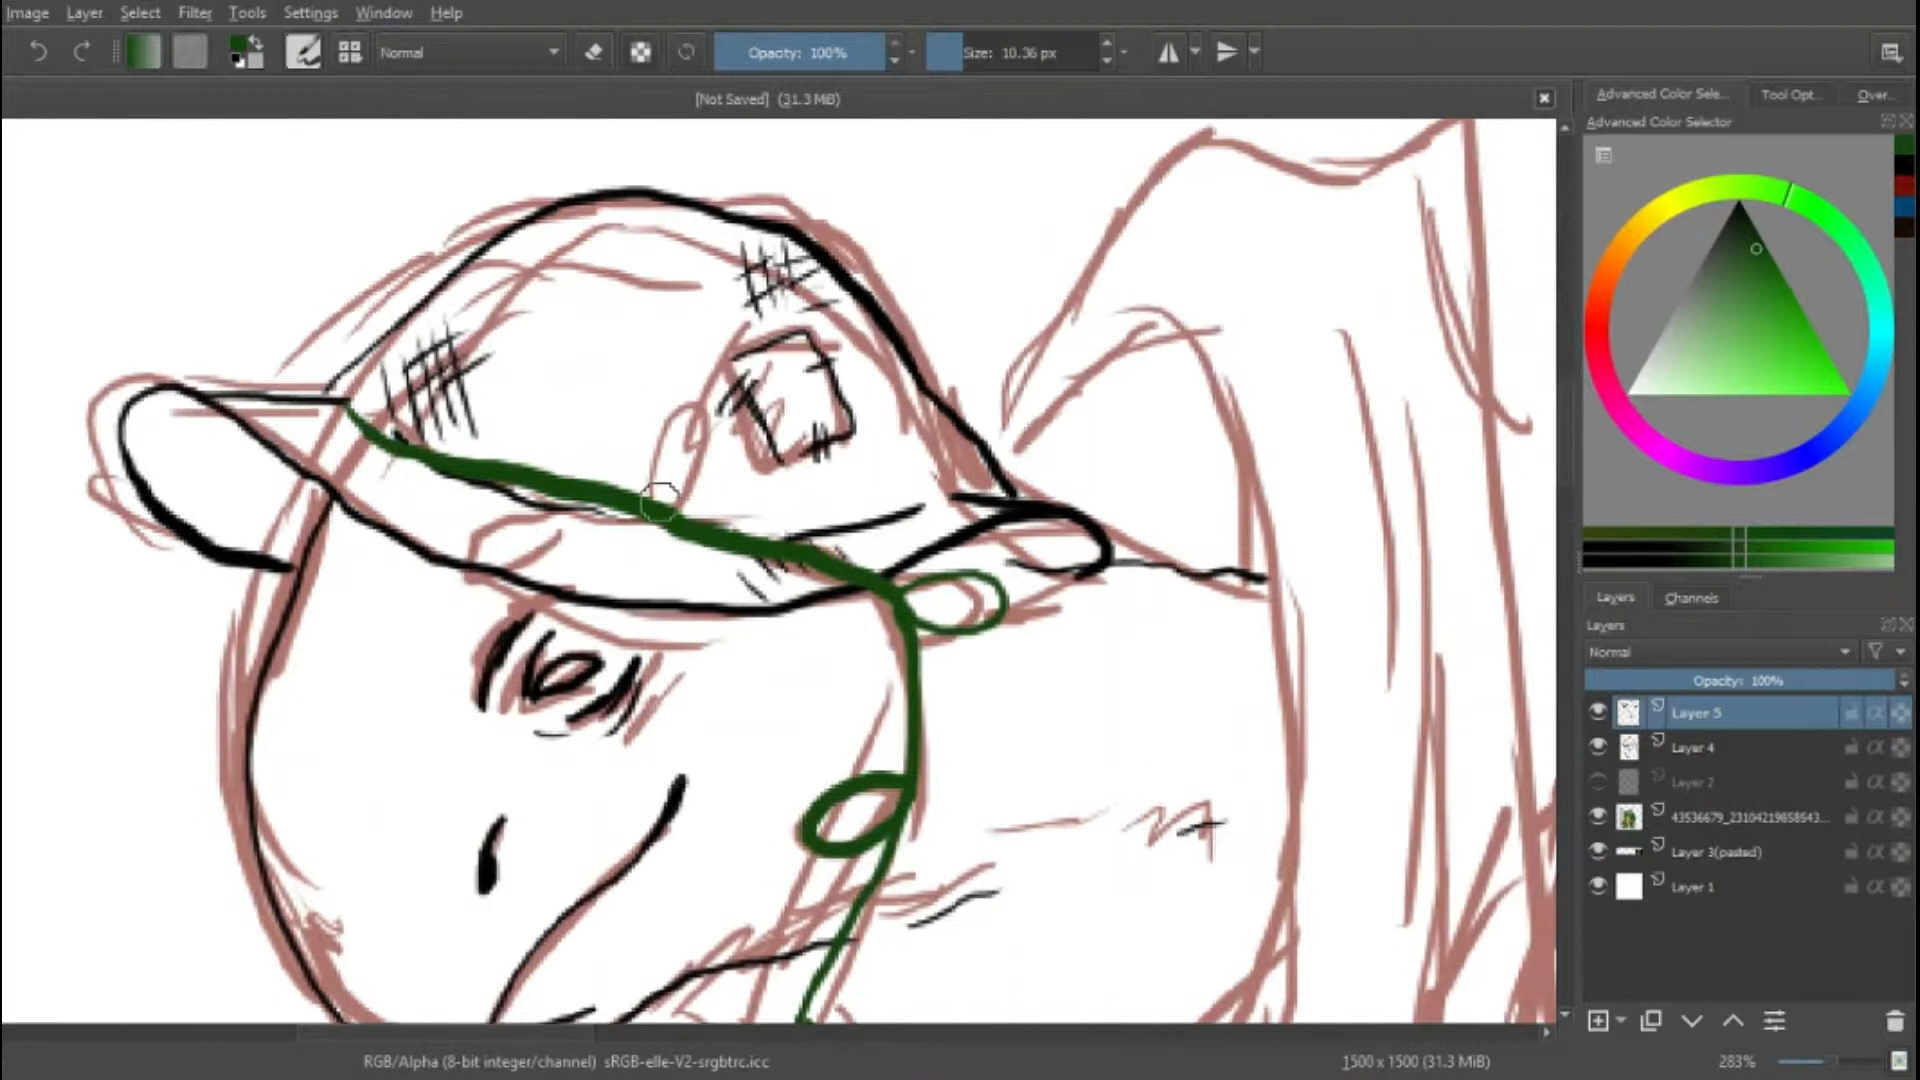 Image Layer Select Filter Tools Settings Window Help
Normal Opacity: 100% Size: 10.36 px
[Not Saved] (31.3 MiB)
Advanced Color Sele... Tool Opt... Over...
Advanced Color Selector
Layers Channels
Layers
Normal
Opacity: 100%
Layer 5
Layer 4
Layer 2
43536679_23104219858543...
Layer 3(pasted)
Layer 1
RGB/Alpha (8-bit integer/channel) sRGB-elle-V2-srgbtrc.icc 1500 x 1500 (31.3 MiB) 283%